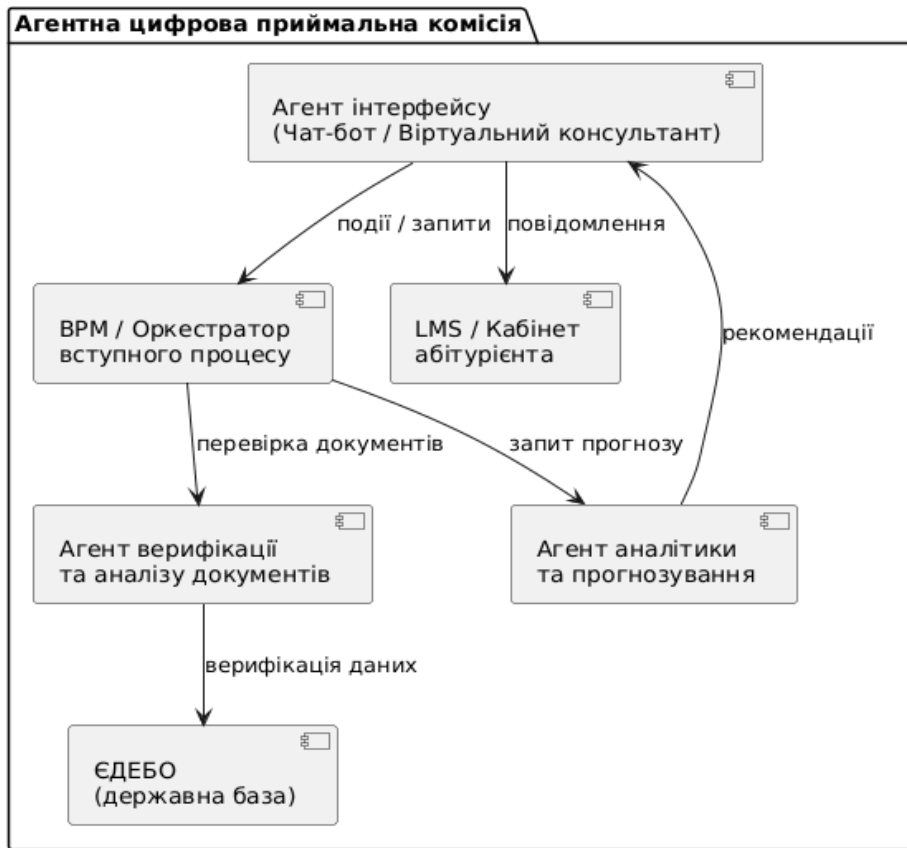 Агентна цифрова приймальна комісія
Агент інтерфейсу
(Чат-бот / Віртуальний консультант)
події / запити
повідомлення
BPM / Оркестратор
вступного процесу
LMS / Кабінет
абітурієнта
рекомендації
перевірка документів
запит прогнозу
Агент верифікації
та аналізу документів
Агент аналітики
та прогнозування
верифікація даних
ЄДЕБО
(державна база)